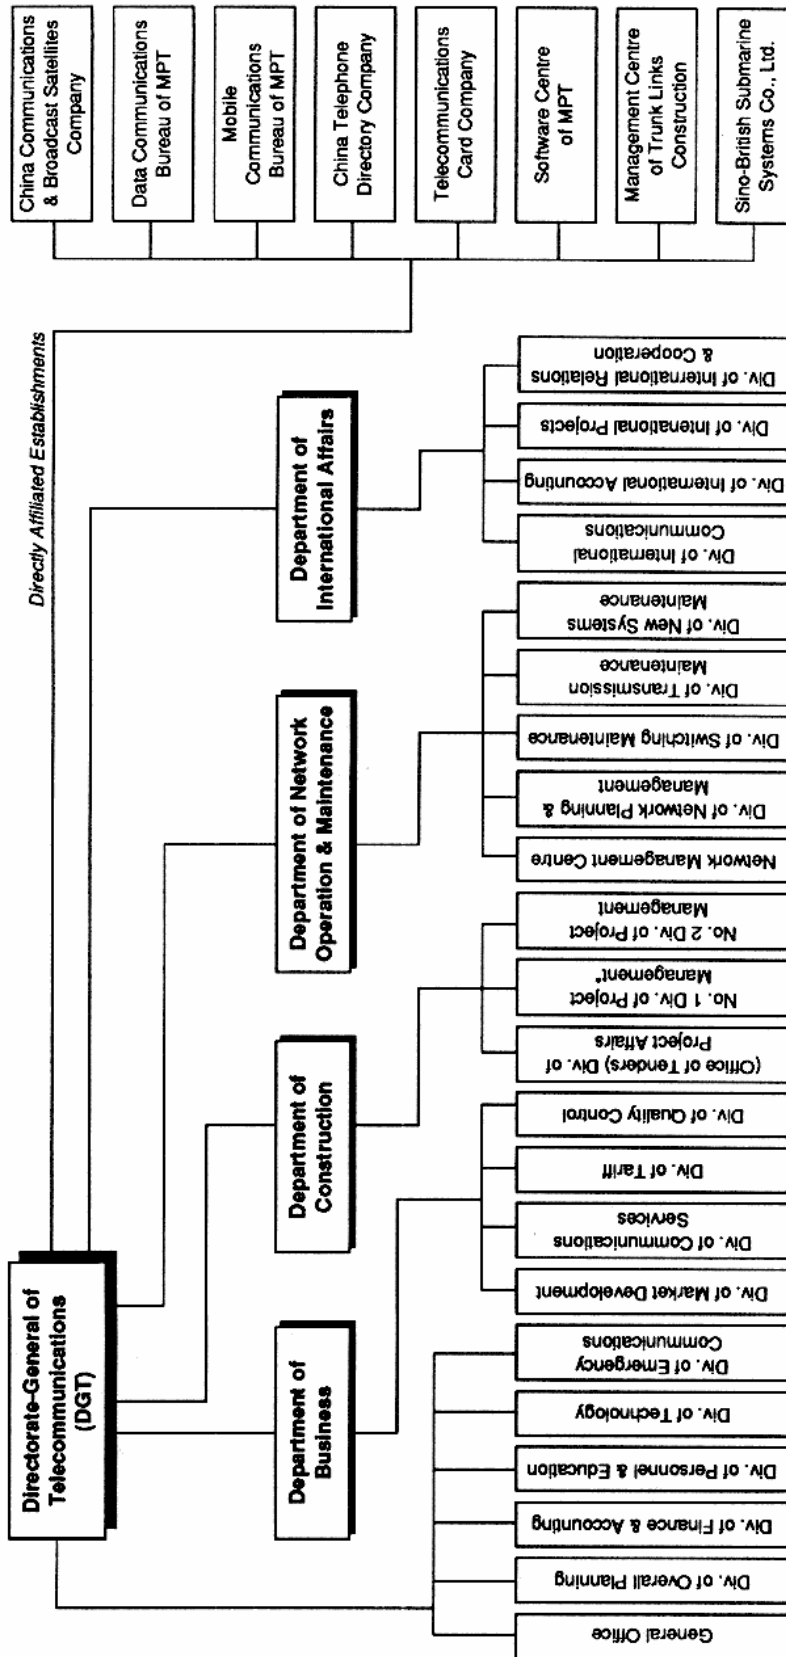 Directorate-General of
Telecommunications
(DGT)
Directly Affiliated Establishments
China Communications
& Broadcast Satellites
Company
Data Communications
Bureau of MPT
Mobile
Communications
Bureau of MPT
China Telephone
Directory Company
Telecommunications
Card Company
Software Centre
of MPT
Management Centre
of Trunk Links
Construction
Sino-British Submarine
Systems Co., Ltd.
Department of
Business
Department of
Construction
Department of Network
Operation & Maintenance
Department of
International Affairs
General Office
Div. of Overall Planning
Div. of Finance & Accounting
Div. of Personnel & Education
Div. of Technology
Div. of Emergency
Communications
Div. of Market Development
Div. of Communications
Services
Div. of Tariff
Div. of Quality Control
(Office of Tenders) Div. of
Project Affairs
No. 1 Div. of Project
Management*
No. 2 Div. of Project
Management
Network Management Centre
Div. of Network Planning &
Management
Div. of Switching Maintenance
Div. of Transmission
Maintenance
Div. of New Systems
Maintenance
Div. of International
Communications
Div. of International Accounting
Div. of Intenational Projects
Div. of International Relations
& Cooperation